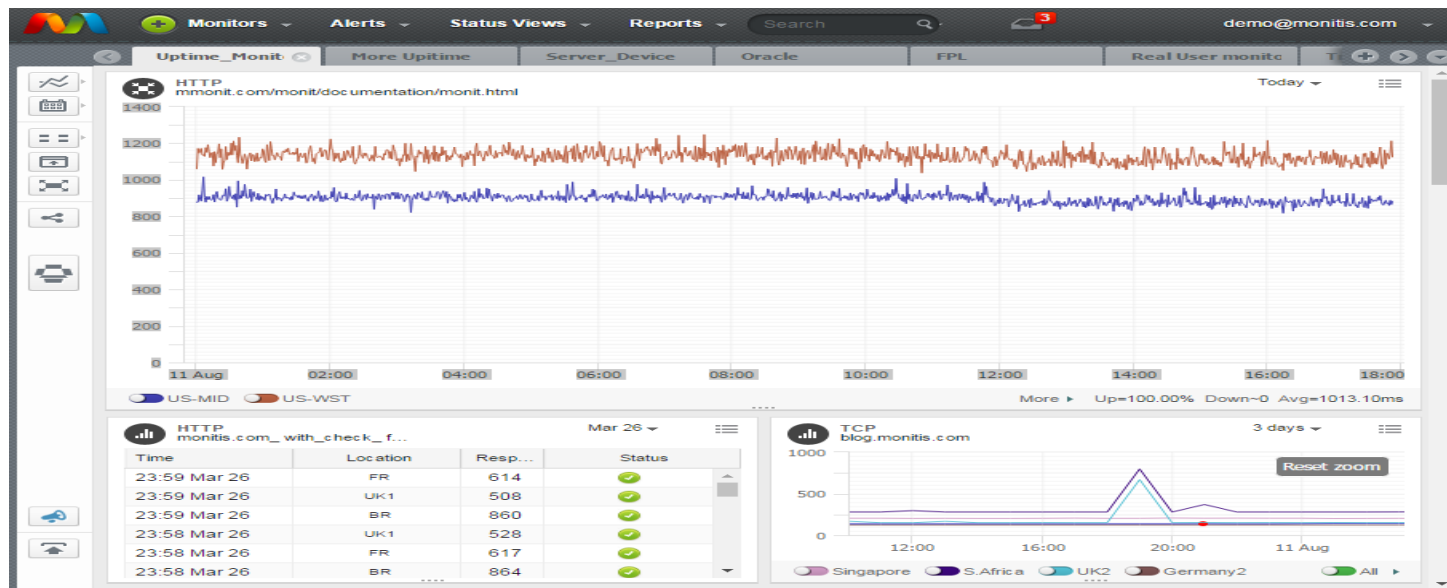 Monitors Alerts Status Views Reports Search 3 demo@monitis.com
Uptime_Monit More Upitime Server_Device Oracle FPL Real User monitc
HTTP
mmonit.com/monit/documentation/monit.html
Today
1400
1200
1000
800
600
400
200
0
11 Aug 02:00 04:00 06:00 08:00 10:00 12:00 14:00 16:00 18:00
US-MID US-WST More Up=100.00% Down~0 Avg=1013.10ms
HTTP
monitis.com_ with_check_ f...
Mar 26
Time Location Resp... Status
23:59 Mar 26 FR 614
23:59 Mar 26 UK1 508
23:59 Mar 26 BR 860
23:58 Mar 26 UK1 528
23:58 Mar 26 FR 617
23:58 Mar 26 BR 864
TCP
blog.monitis.com
3 days
Reset zoom
1000
500
0
12:00 16:00 20:00 11 Aug
Singapore S.Africa UK2 Germany2 All